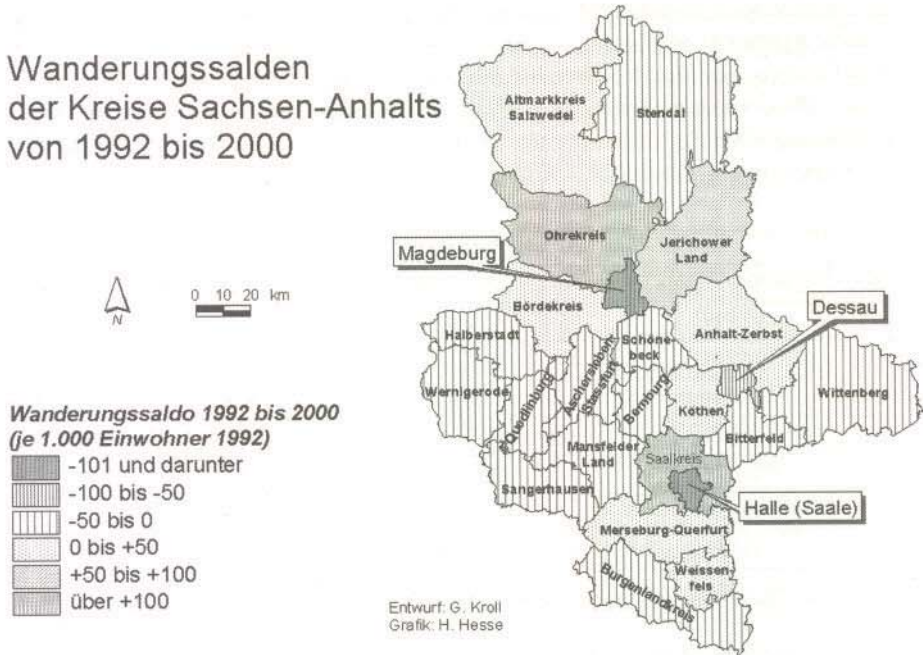 Wanderungssalden
der Kreise Sachsen-Anhalts
von 1992 bis 2000
Altmarkkreis
Salzwedel
Stendal
Ohrekreis
Jerichower
Land
Magdeburg
N
0 10 20 km
Bördekreis
Dessau
Halberstadt
Schöne-
beck
Anhalt-Zerbst
Wernigerode
Quedlinburg
Aschersleben-
Stassfurt
Bernburg
Köthen
Wittenberg
Bitterfeld
Mansfelder
Land
Saalkreis
Sangerhausen
Halle (Saale)
Merseburg-Querfurt
Weissen-
fels
Burgenlandkreis
Wanderungssaldo 1992 bis 2000
(je 1.000 Einwohner 1992)
-101 und darunter
-100 bis -50
-50 bis 0
0 bis +50
+50 bis +100
über +100
Entwurf: G. Kroll
Grafik: H. Hesse